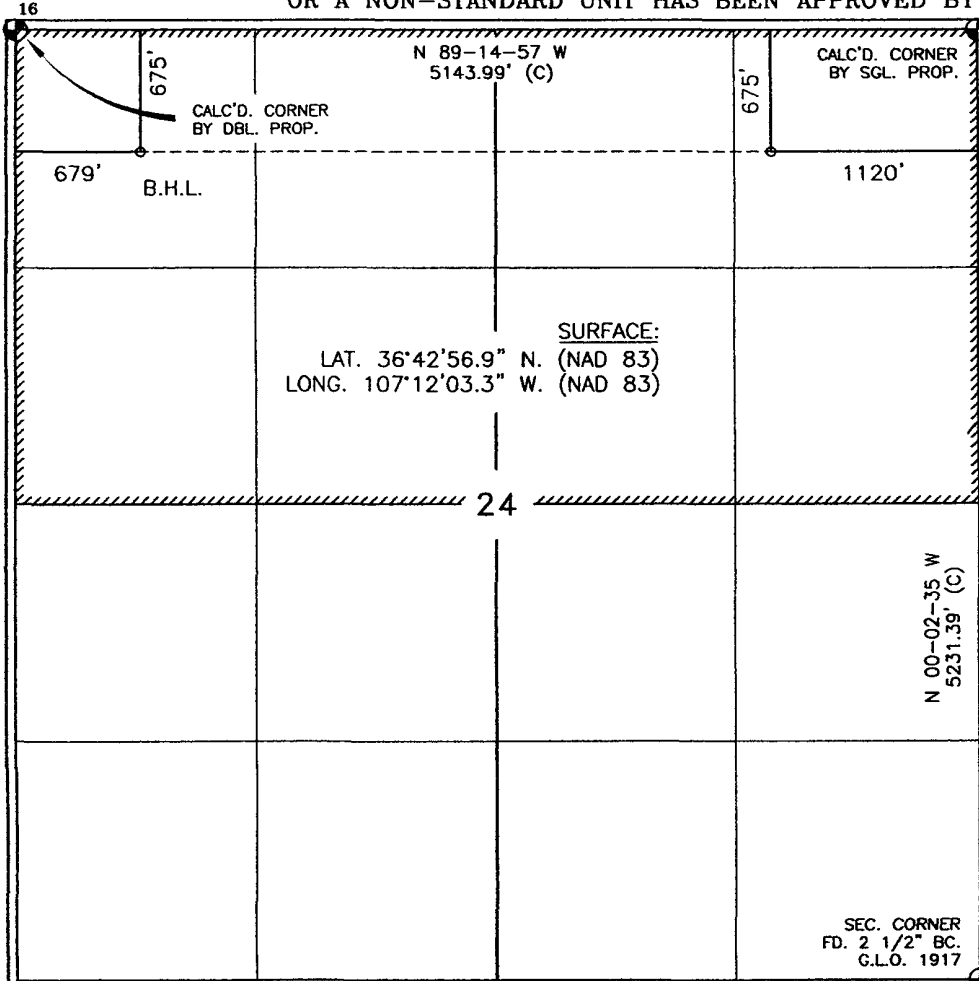 OR A NON-STANDARD UNIT HAS BEEN APPROVED BY
16
N 89-14-57 W
5143.99' (C)
CALC'D. CORNER
BY SGL. PROP.
675'
675'
CALC'D. CORNER
BY DBL. PROP.
679'
B.H.L.
1120'
SURFACE:
LAT. 36°42'56.9" N. (NAD 83)
LONG. 107°12'03.3" W. (NAD 83)
24
N 00-02-35 W
5231.39' (C)
SEC. CORNER
FD. 2 1/2" BC.
G.L.O. 1917